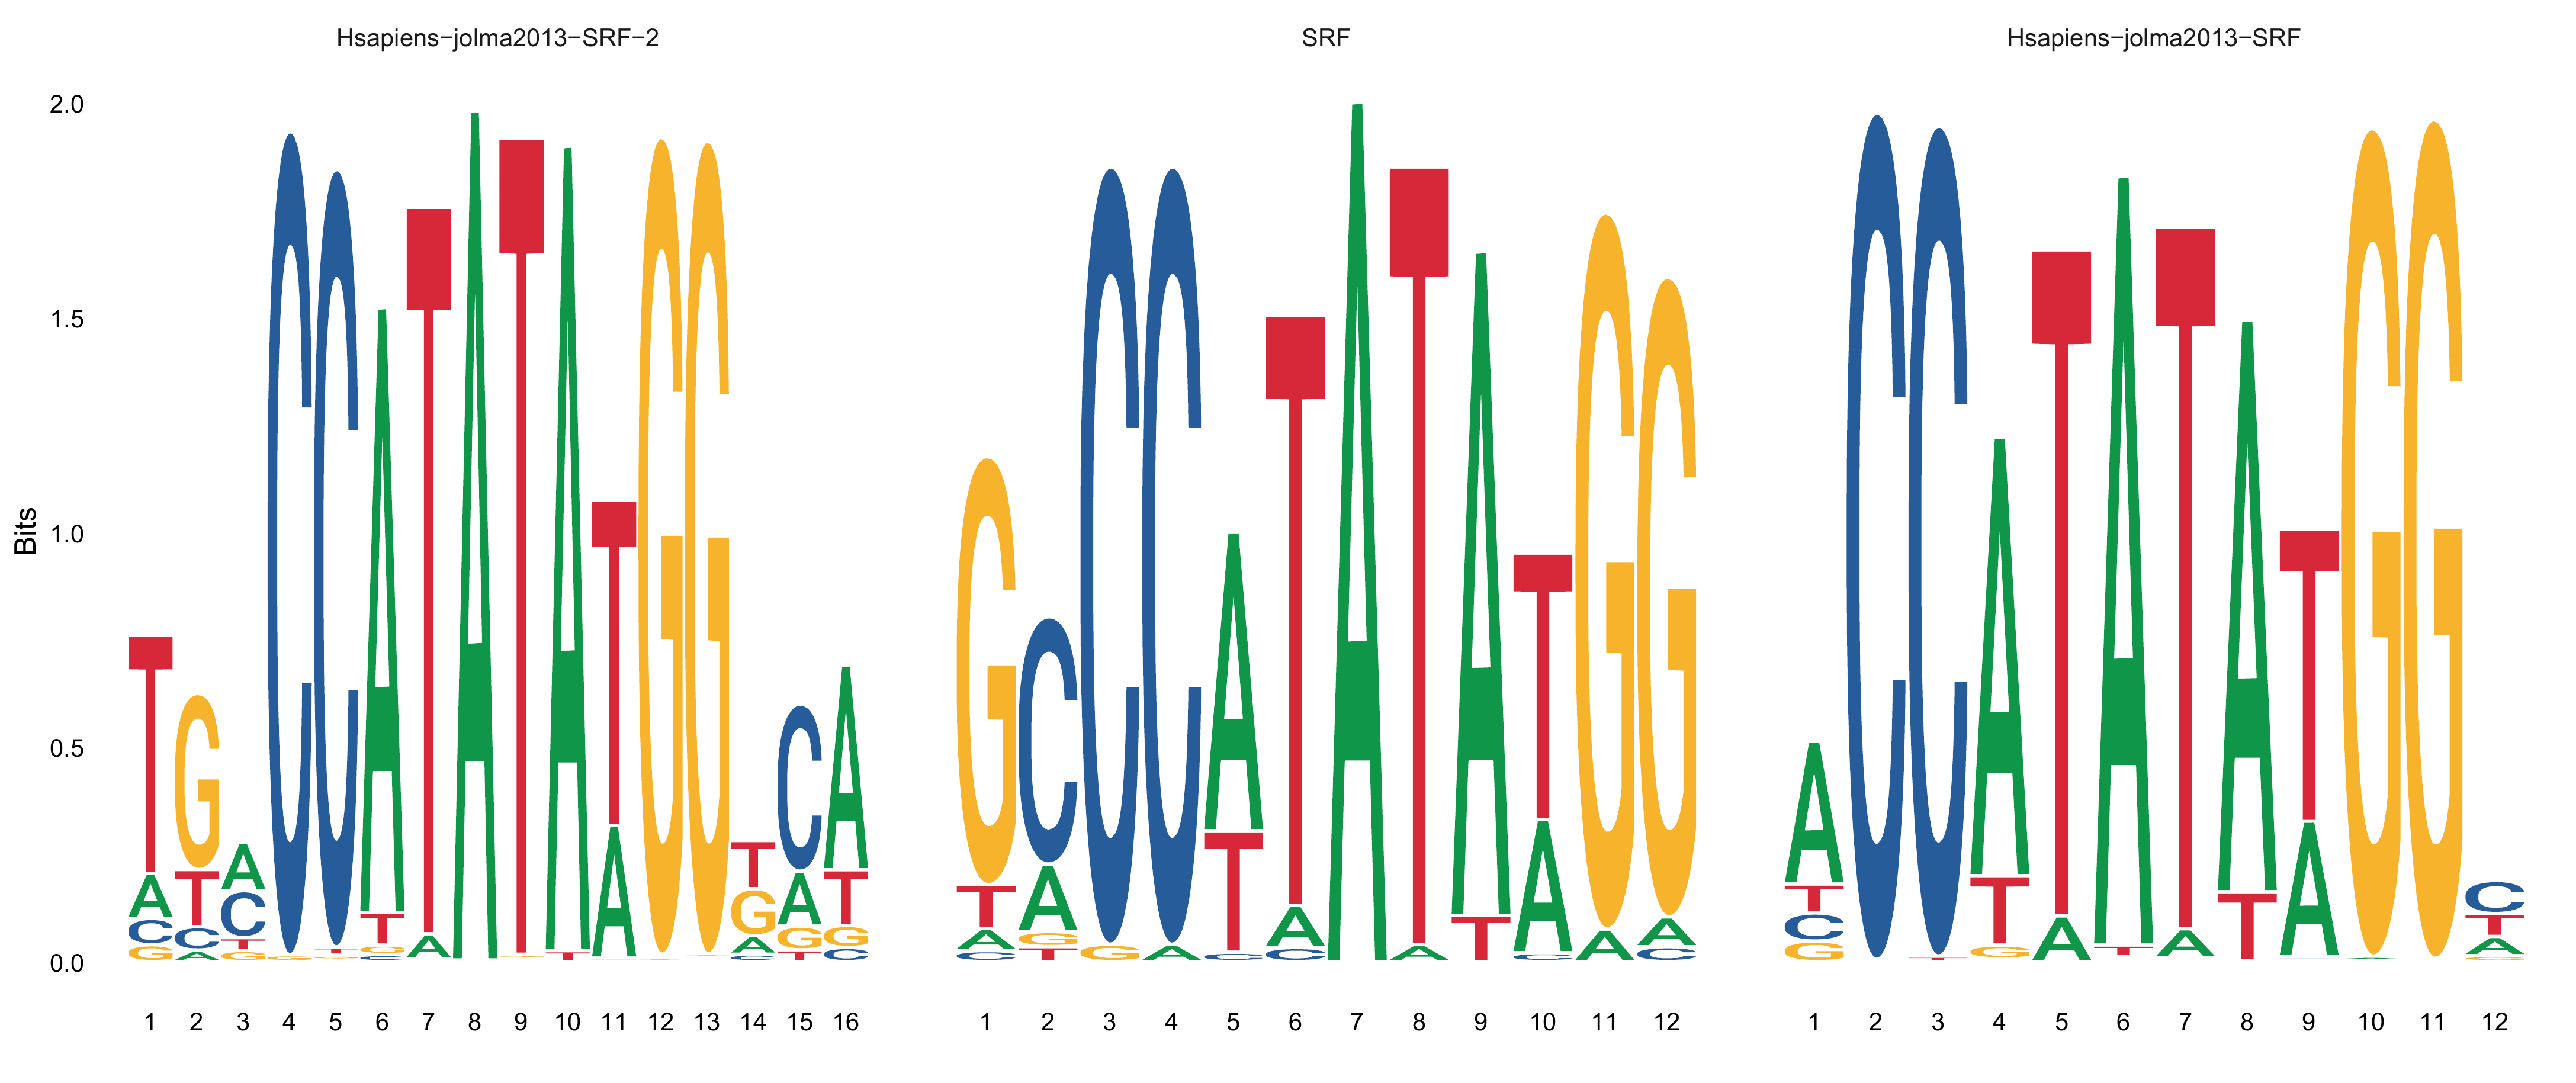 Hsapiens−jolma2013−SRF−2
SRF
Hsapiens−jolma2013−SRF
Bits
2.0
1.5
1.0
0.5
0.0
TGACCATATATGGTCA
GCCCATATATGG
ACCATATATGGC
1 2 3 4 5 6 7 8 9 10 11 12 13 14 15 16
1 2 3 4 5 6 7 8 9 10 11 12
1 2 3 4 5 6 7 8 9 10 11 12